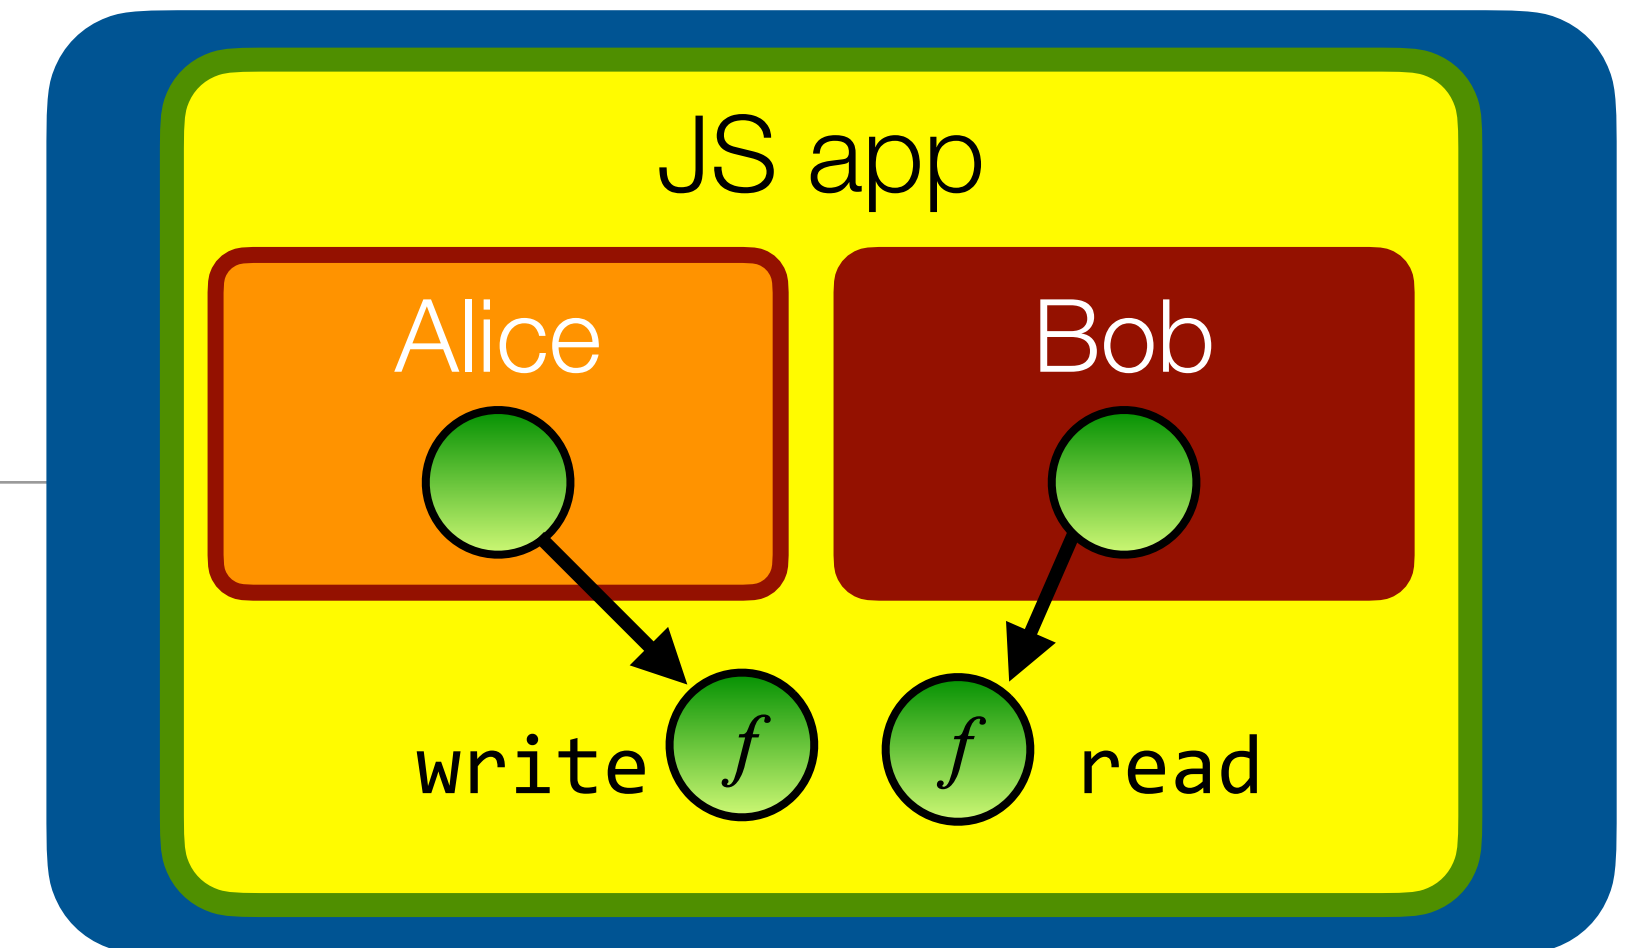 JS app
Alice
Bob
write
f
f
read